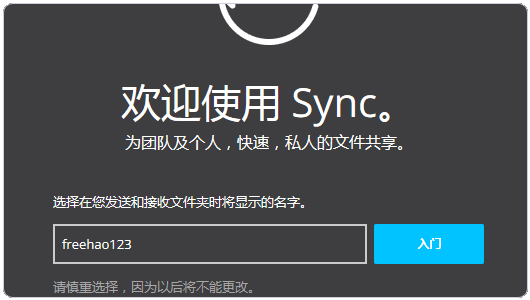 欢迎使用 Sync。
为团队及个人，快速，私人的文件共享。
选择在您发送和接收文件夹时将显示的名字。
freehao123
入门
请慎重选择，因为以后将不能更改。